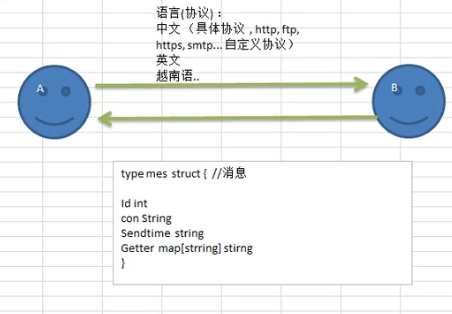 语言(协议)：
中文（具体协议 , http, ftp,
https, smtp... 自定义协议）
英文
越南语..
A
B
type mes struct { //消息
Id int
con String
Sendtime string
Getter map[strring] stirng
}